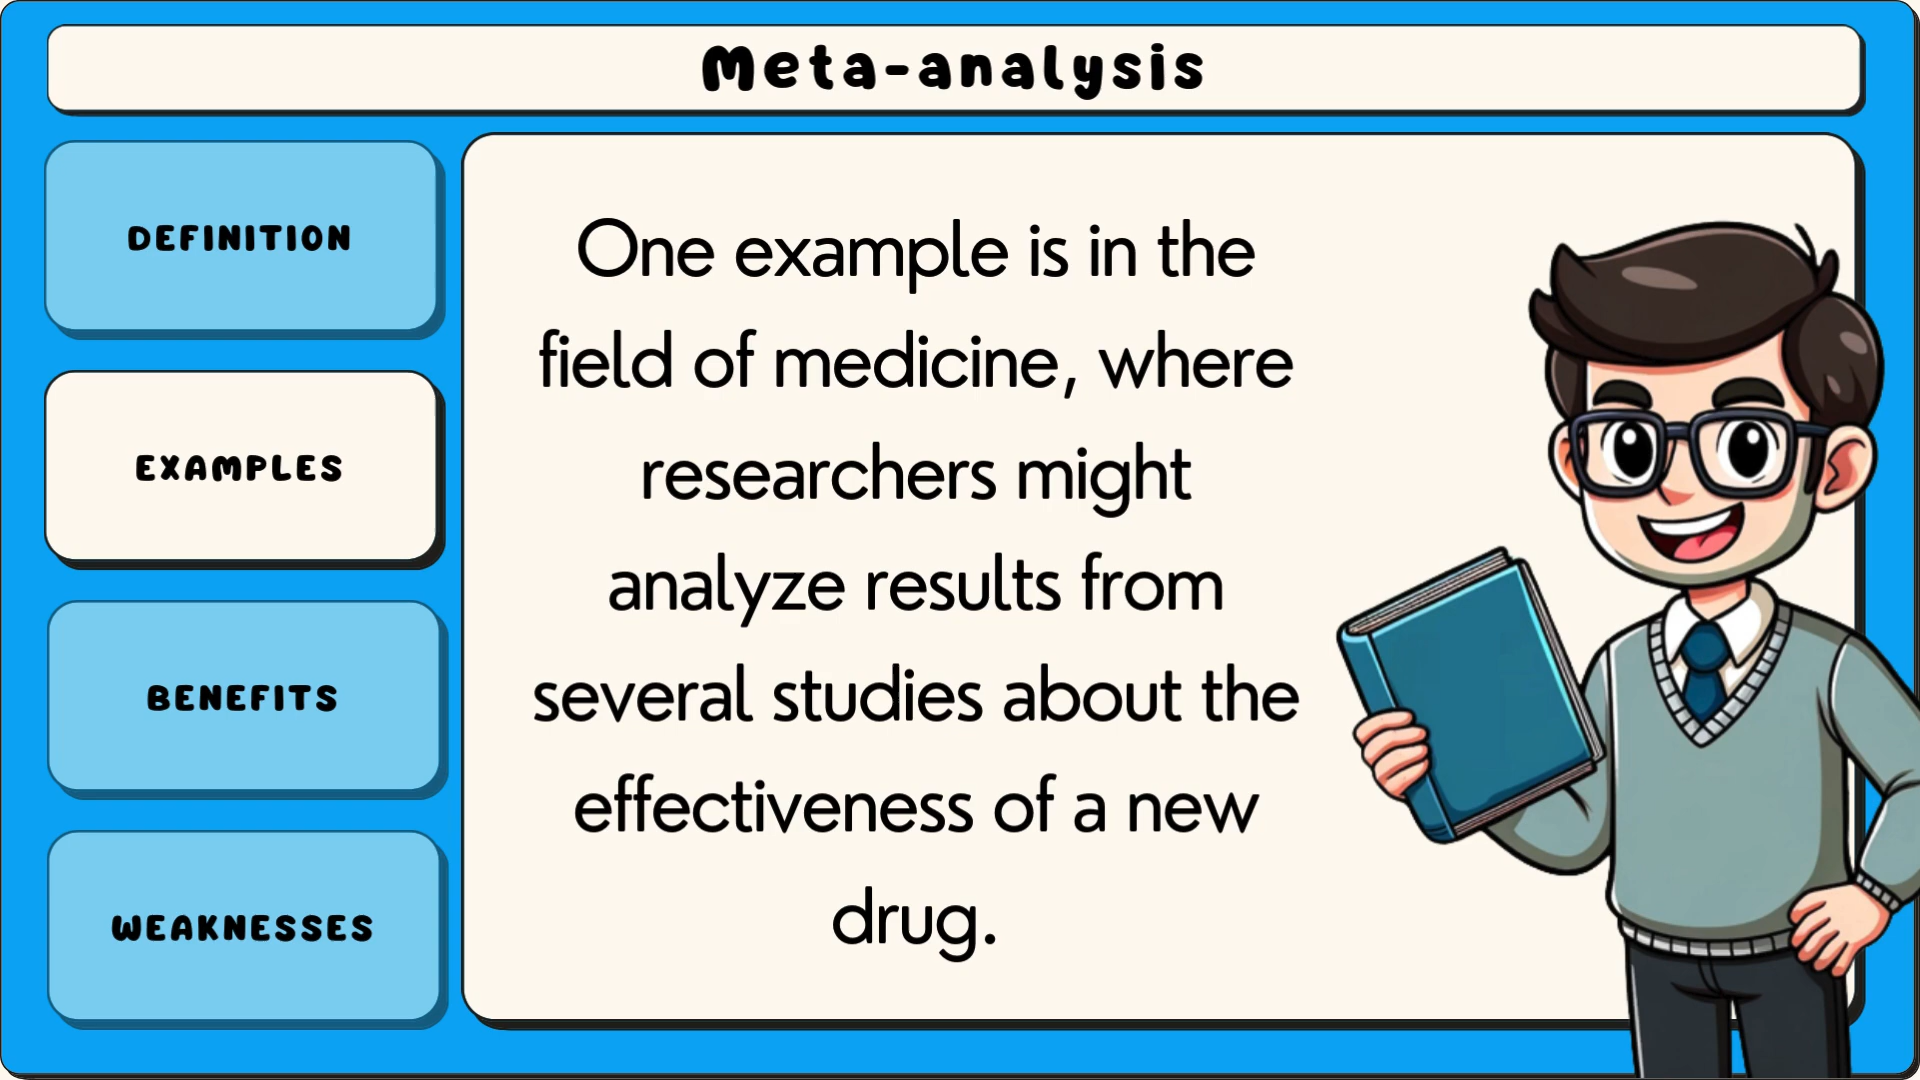 Meta-analysis
DEFINITION
EXAMPLES
BENEFITS
WEAKNESSES
One example is in the
field of medicine, where
researchers might
analyze results from
several studies about the
effectiveness of a new
drug.